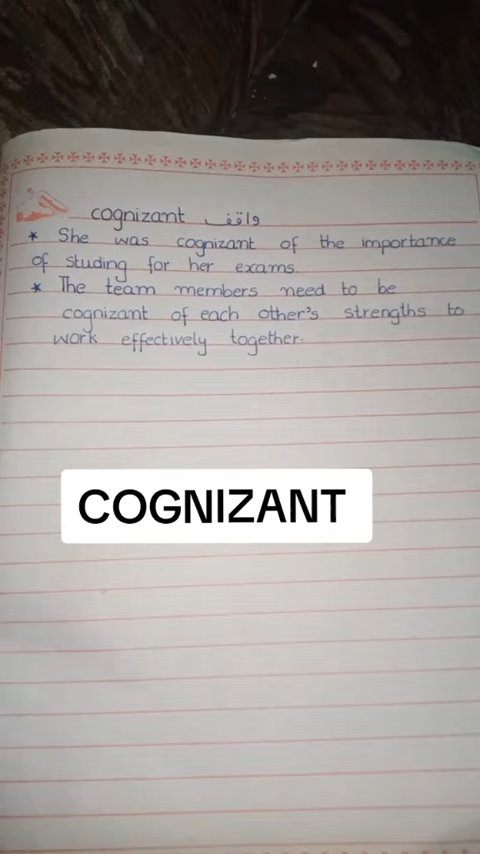 cognizant واقف
* She was cognizant of the importance
of studing for her exams.
* The team members need to be
cognizant of each other's strengths to
work effectively together.
COGNIZANT